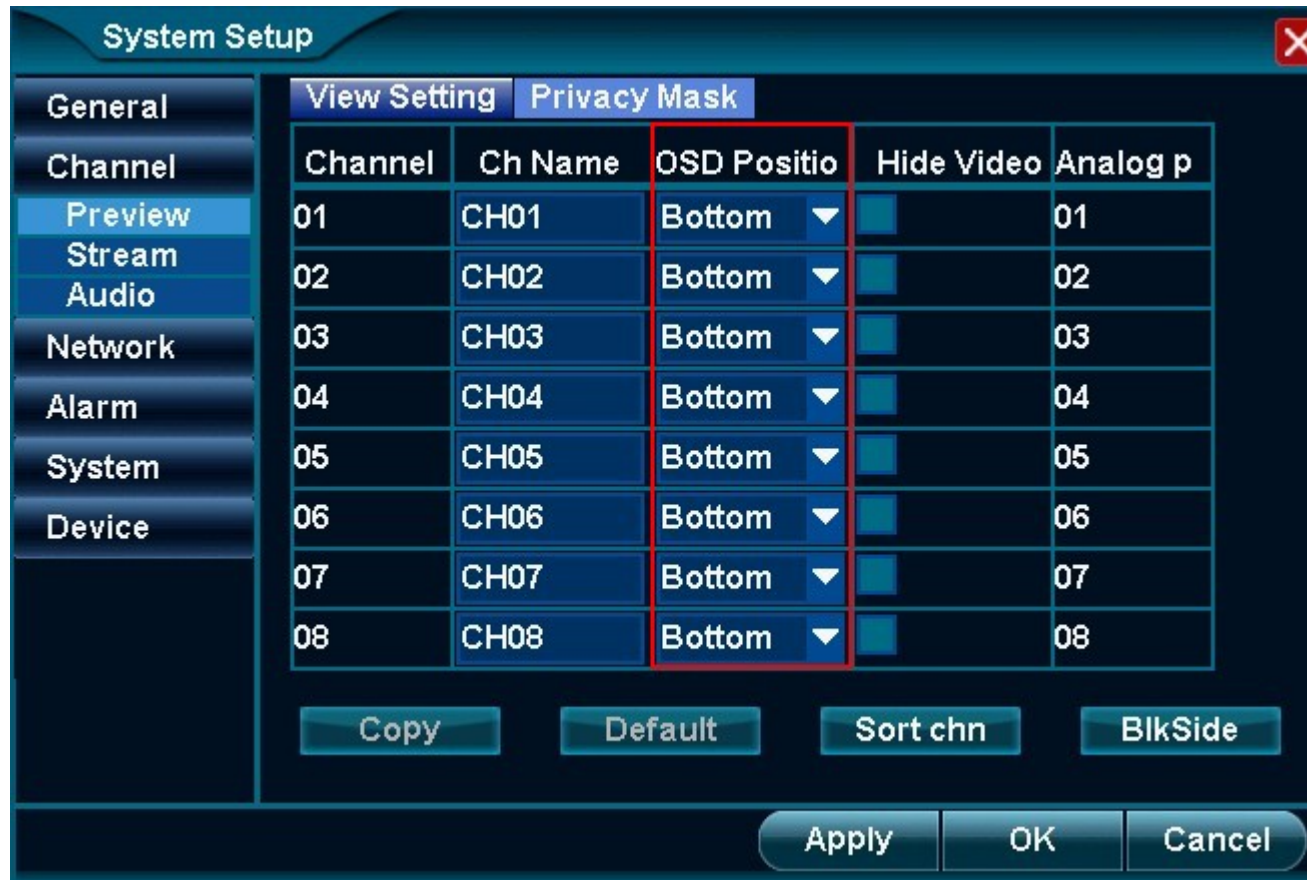 System Setup
General
Channel
Preview
Stream
Audio
Network
Alarm
System
Device
View Setting Privacy Mask
Channel Ch Name OSD Positio Hide Video Analog p
01 CH01 Bottom 01
02 CH02 Bottom 02
03 CH03 Bottom 03
04 CH04 Bottom 04
05 CH05 Bottom 05
06 CH06 Bottom 06
07 CH07 Bottom 07
08 CH08 Bottom 08
Copy Default Sort chn BlkSide
Apply OK Cancel